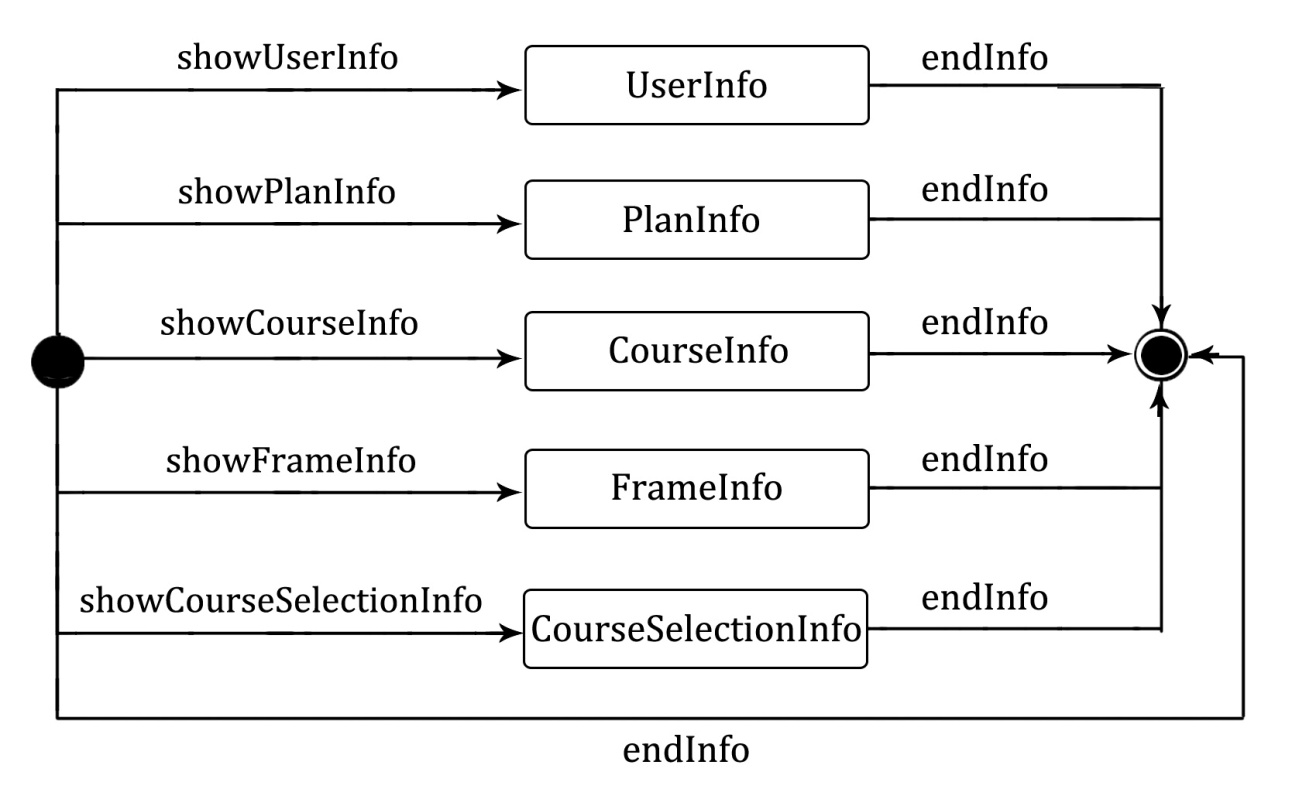 showUserInfo
UserInfo
endInfo
showPlanInfo
PlanInfo
endInfo
showCourseInfo
CourseInfo
endInfo
showFrameInfo
FrameInfo
endInfo
showCourseSelectionInfo
CourseSelectionInfo
endInfo
endInfo